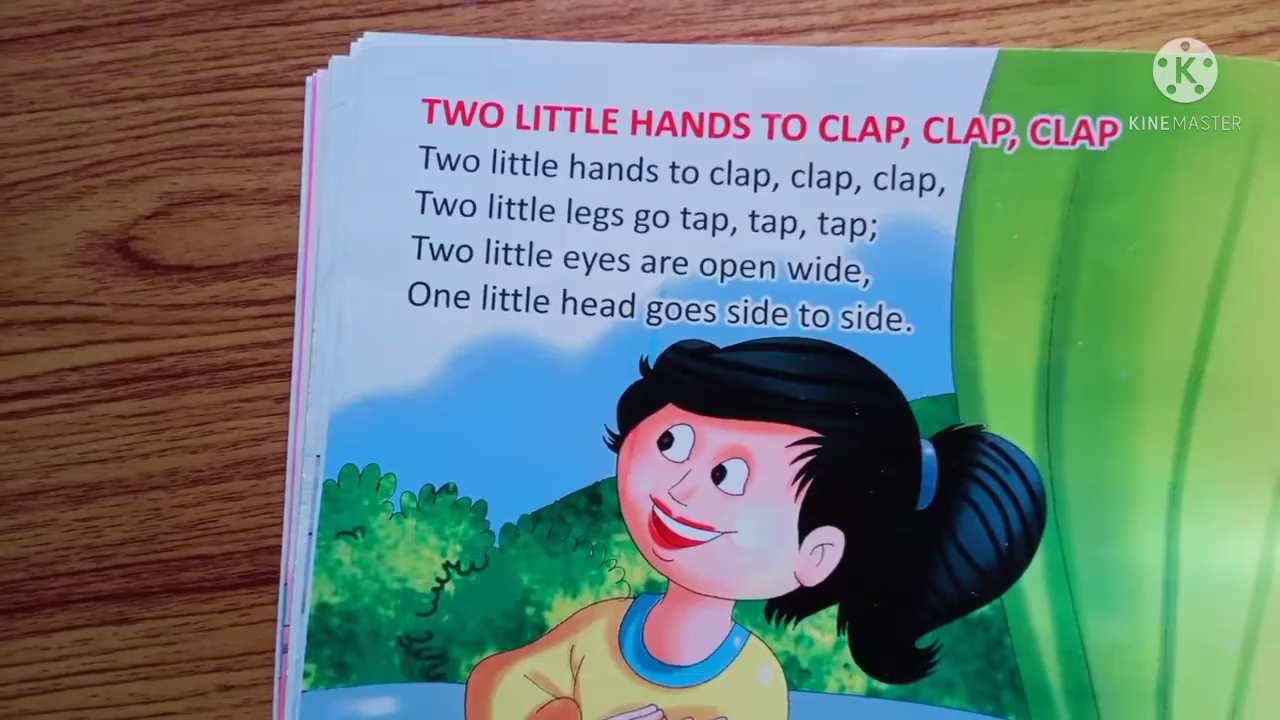 TWO LITTLE HANDS TO CLAP, CLAP, CLAP
Two little hands to clap, clap, clap,
Two little legs go tap, tap, tap;
Two little eyes are open wide,
One little head goes side to side.
K
KINEMASTER